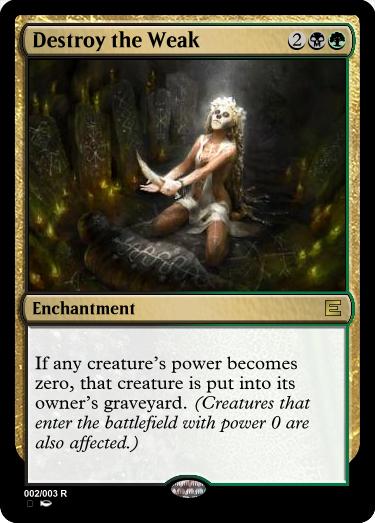 Destroy the Weak 2
Enchantment
If any creature's power becomes
zero, that creature is put into its
owner's graveyard. (Creatures that
enter the battlefield with power 0 are
also affected.)
002/003 R